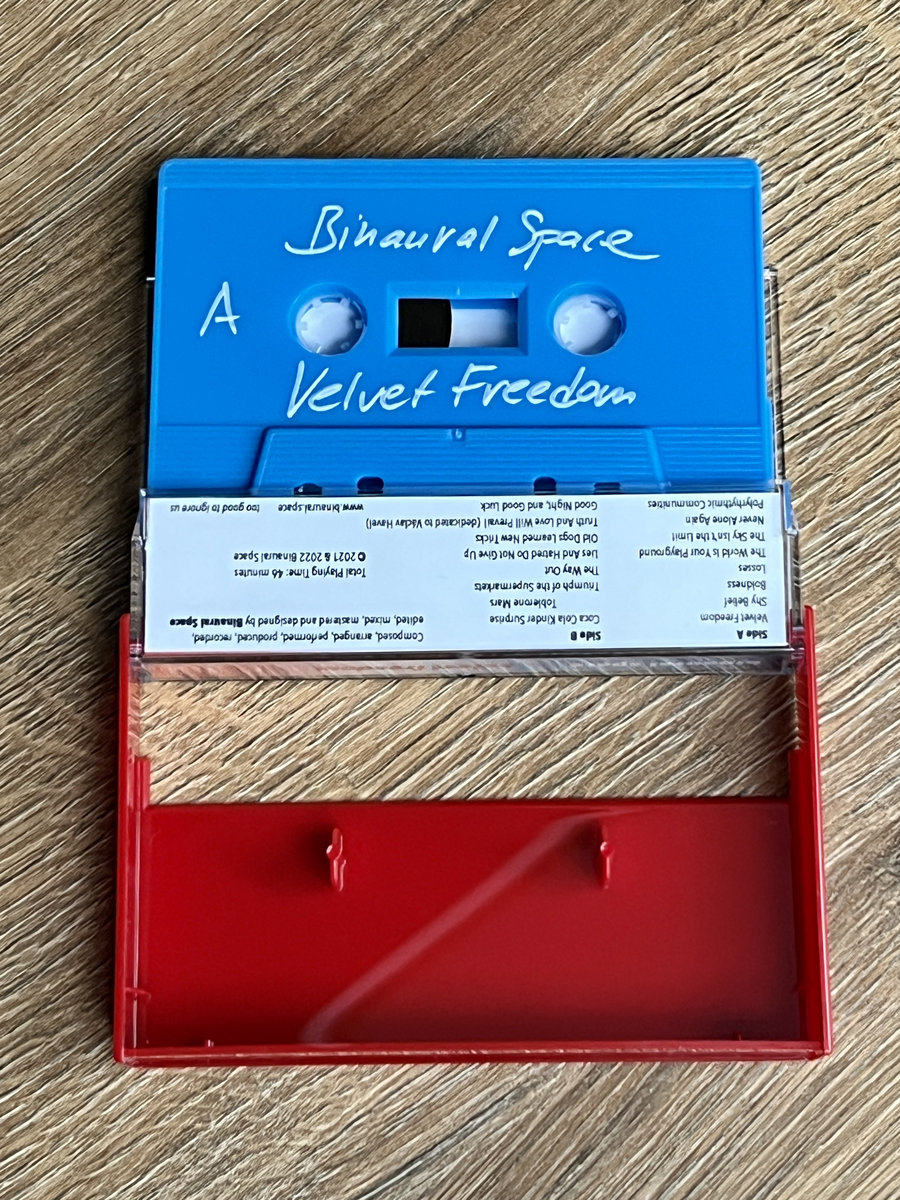 Binaural Space
A
Velvet Freedom
Side A
Velvet Freedom
Shy
Boldness
Losses
The World Is Your Playground
The Sky Isn't the Limit
Never Alone Again
Polyrhythmic Communities
Side B
Coca Cola Kinder Surprise
Toblerone Mars
Triumph of the Supermarkets
The Way Out
Lies And Hatred Do Not Give Up
Old Dogs Learned New Tricks
Truth And Love Will Prevail (dedicated to Václav Havel)
Good Night, and Good Luck
Composed, arranged, performed, produced, recorded,
edited, mixed, mastered and designed by Binaural Space
Total Playing Time: 46 minutes
© 2021 & 2022 Binaural Space
www.binaural.space
too good to ignore us